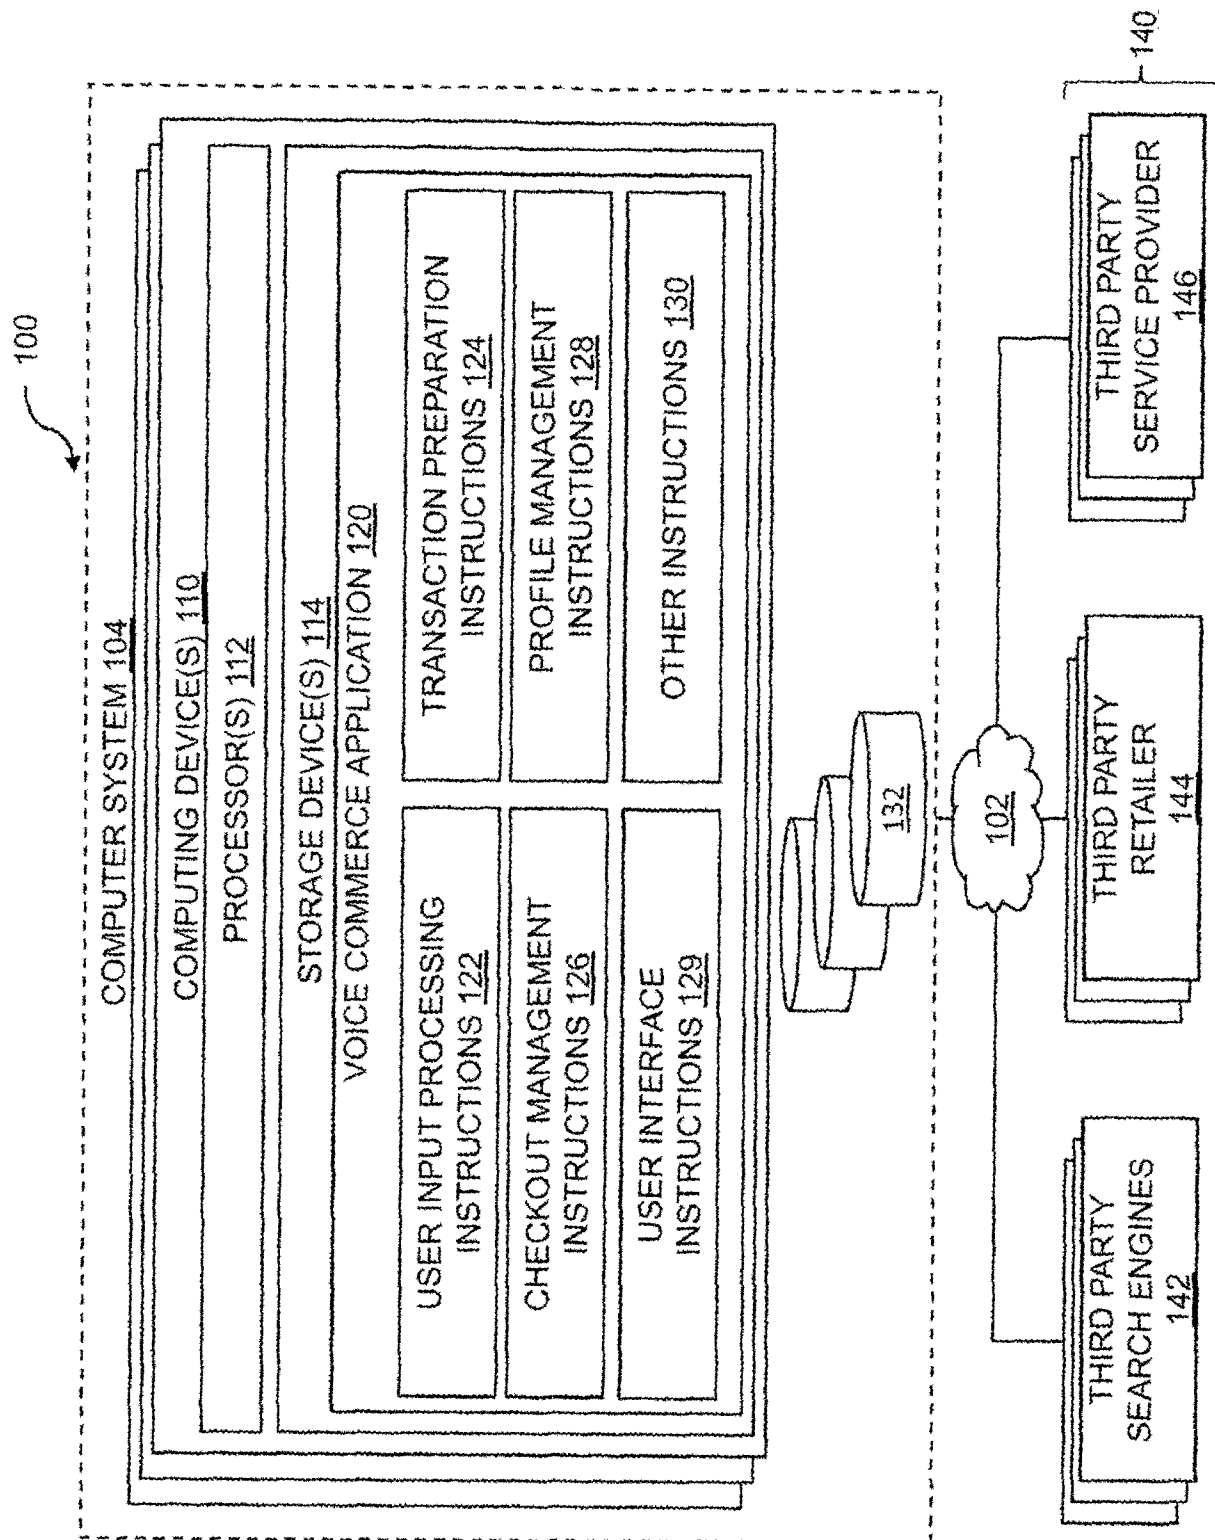 100
COMPUTER SYSTEM 104
COMPUTING DEVICE(S) 110
PROCESSOR(S) 112
STORAGE DEVICE(S) 114
VOICE COMMERCE APPLICATION 120
USER INPUT PROCESSING
INSTRUCTIONS 122
TRANSACTION PREPARATION
INSTRUCTIONS 124
CHECKOUT MANAGEMENT
INSTRUCTIONS 126
PROFILE MANAGEMENT
INSTRUCTIONS 128
USER INTERFACE
INSTRUCTIONS 129
OTHER INSTRUCTIONS 130
132
102
THIRD PARTY
SEARCH ENGINES
142
THIRD PARTY
RETAILER
144
THIRD PARTY
SERVICE PROVIDER
146
140